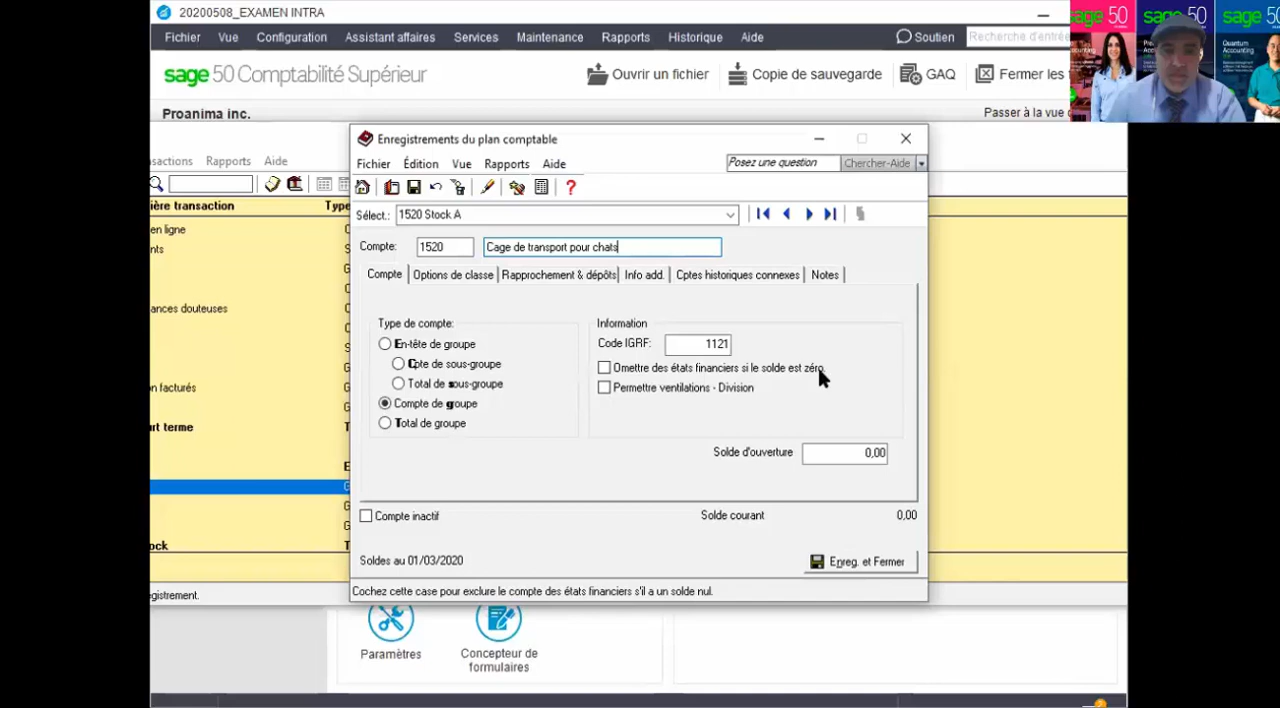 20200508_EXAMEN INTRA
Fichier Vue Configuration Assistant affaires Services Maintenance Rapports Historique Aide Soutien Recherche d'entrée
sage 50 Comptabilité Supérieur Ouvrir un fichier Copie de sauvegarde GAQ Fermer les
sage 50
Accounting
Quantum
Accounting
Proanima inc. Passer à la vue
Enregistrements du plan comptable
sactions Rapports Aide
Fichier Édition Vue Rapports Aide Posez une question Chercher-Aide
ière transaction Type
Sélect.: 1520 Stock A
en ligne
Compte: 1520 Cage de transport pour chats
Compte Options de classe Rapprochement & dépôts Info add. Cptes historiques connexes Notes
ances douteuses
Type de compte: Information
En-tête de groupe Code IGRF: 1121
Cpte de sous-groupe Omettre des états financiers si le solde est zéro.
Total de sous-groupe Permettre ventilations - Division
on facturés
Compte de groupe
Total de groupe
rt terme
Solde d'ouverture 0,00
Compte inactif Solde courant 0,00
ock
Soldes au 01/03/2020 Enreg. et Fermer
Cochez cette case pour exclure le compte des états financiers s'il a un solde nul.
gistrement.
Paramètres Concepteur de
formulaires